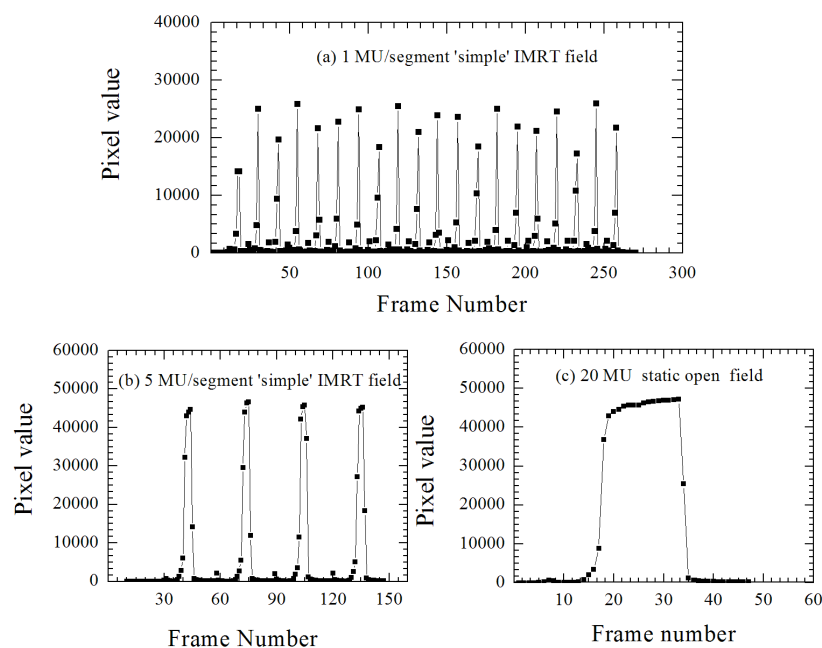 40000
(a) 1 MU/segment 'simple' IMRT field
30000
20000
10000
0
Pixel value
50 100 150 200 250 300
Frame Number
60000
(b) 5 MU/segment 'simple' IMRT field
50000
40000
30000
20000
10000
0
Pixel value
30 60 90 120 150
Frame Number
60000
(c) 20 MU static open field
50000
40000
30000
20000
10000
0
Pixel value
10 20 30 40 50 60
Frame number